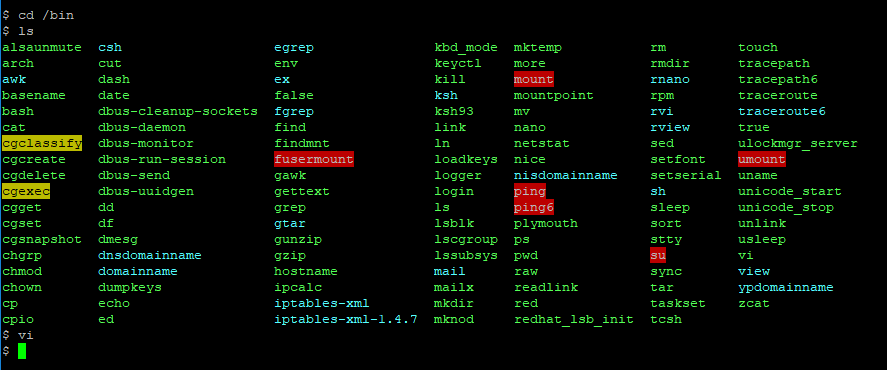 $ cd /bin
$ ls
alsaunmute csh egrep kbd_mode mktemp rm touch
arch cut env keyctl more rmdir tracepath
awk dash ex kill mount rnano tracepath6
basename date false ksh mountpoint rpm traceroute
bash dbus-cleanup-sockets fgrep ksh93 mv rvi traceroute6
cat dbus-daemon find link nano rview true
cgclassify dbus-monitor findmnt ln netstat sed ulockmgr_server
cgcreate dbus-run-session fusermount loadkeys nice setfont umount
cgdelete dbus-send gawk logger nisdomainname setserial uname
cgexec dbus-uuidgen gettext login ping sh unicode_start
cgget dd grep ls ping6 sleep unicode_stop
cgset df gtar lsblk plymouth sort unlink
cgsnapshot dmesg gunzip lscgroup ps stty usleep
chgrp dnsdomainname gzip lssubsys pwd su vi
chmod domainname hostname mail raw sync view
chown dumpkeys ipcalc mailx readlink tar ypdomainname
cp echo iptables-xml mkdir red taskset zcat
cpio ed iptables-xml-1.4.7 mknod redhat_lsb_init tcsh
$ vi
$